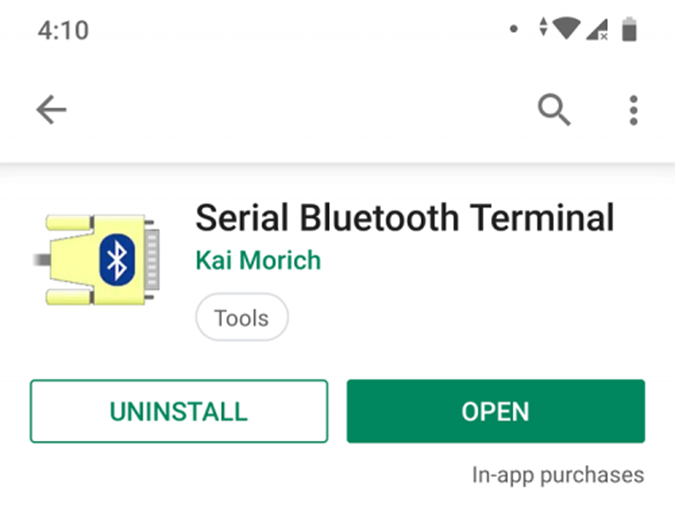 4:10
Serial Bluetooth Terminal
Kai Morich
Tools
UNINSTALL
OPEN
In-app purchases